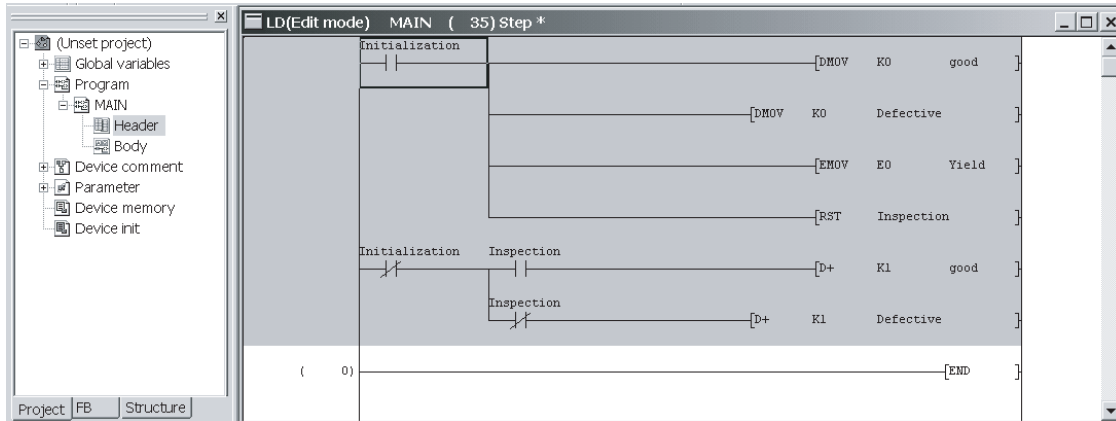 LD(Edit mode) MAIN ( 35) Step *
(Unset project)
Global variables
Program
MAIN
Header
Body
Device comment
Parameter
Device memory
Device init
Project FB Structure
Initialization
DMOV K0 good
DMOV K0 Defective
EMOV E0 Yield
RST Inspection
Initialization Inspection
D+ K1 good
Inspection
D+ K1 Defective
( 0) END